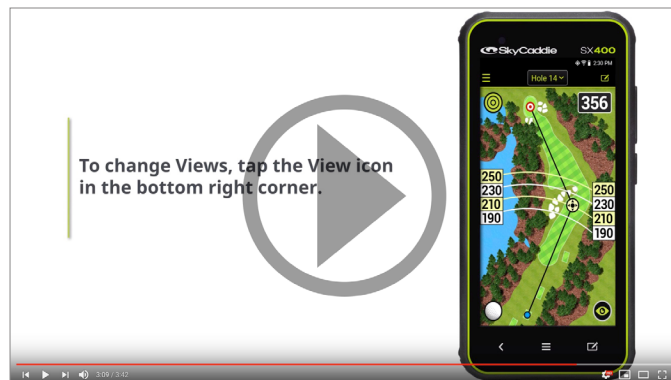 SkyCaddie SX400
2:30 PM
Hole 14
356
To change Views, tap the View icon
in the bottom right corner.
250
230
210
190
250
230
210
190
3:09 / 3:42